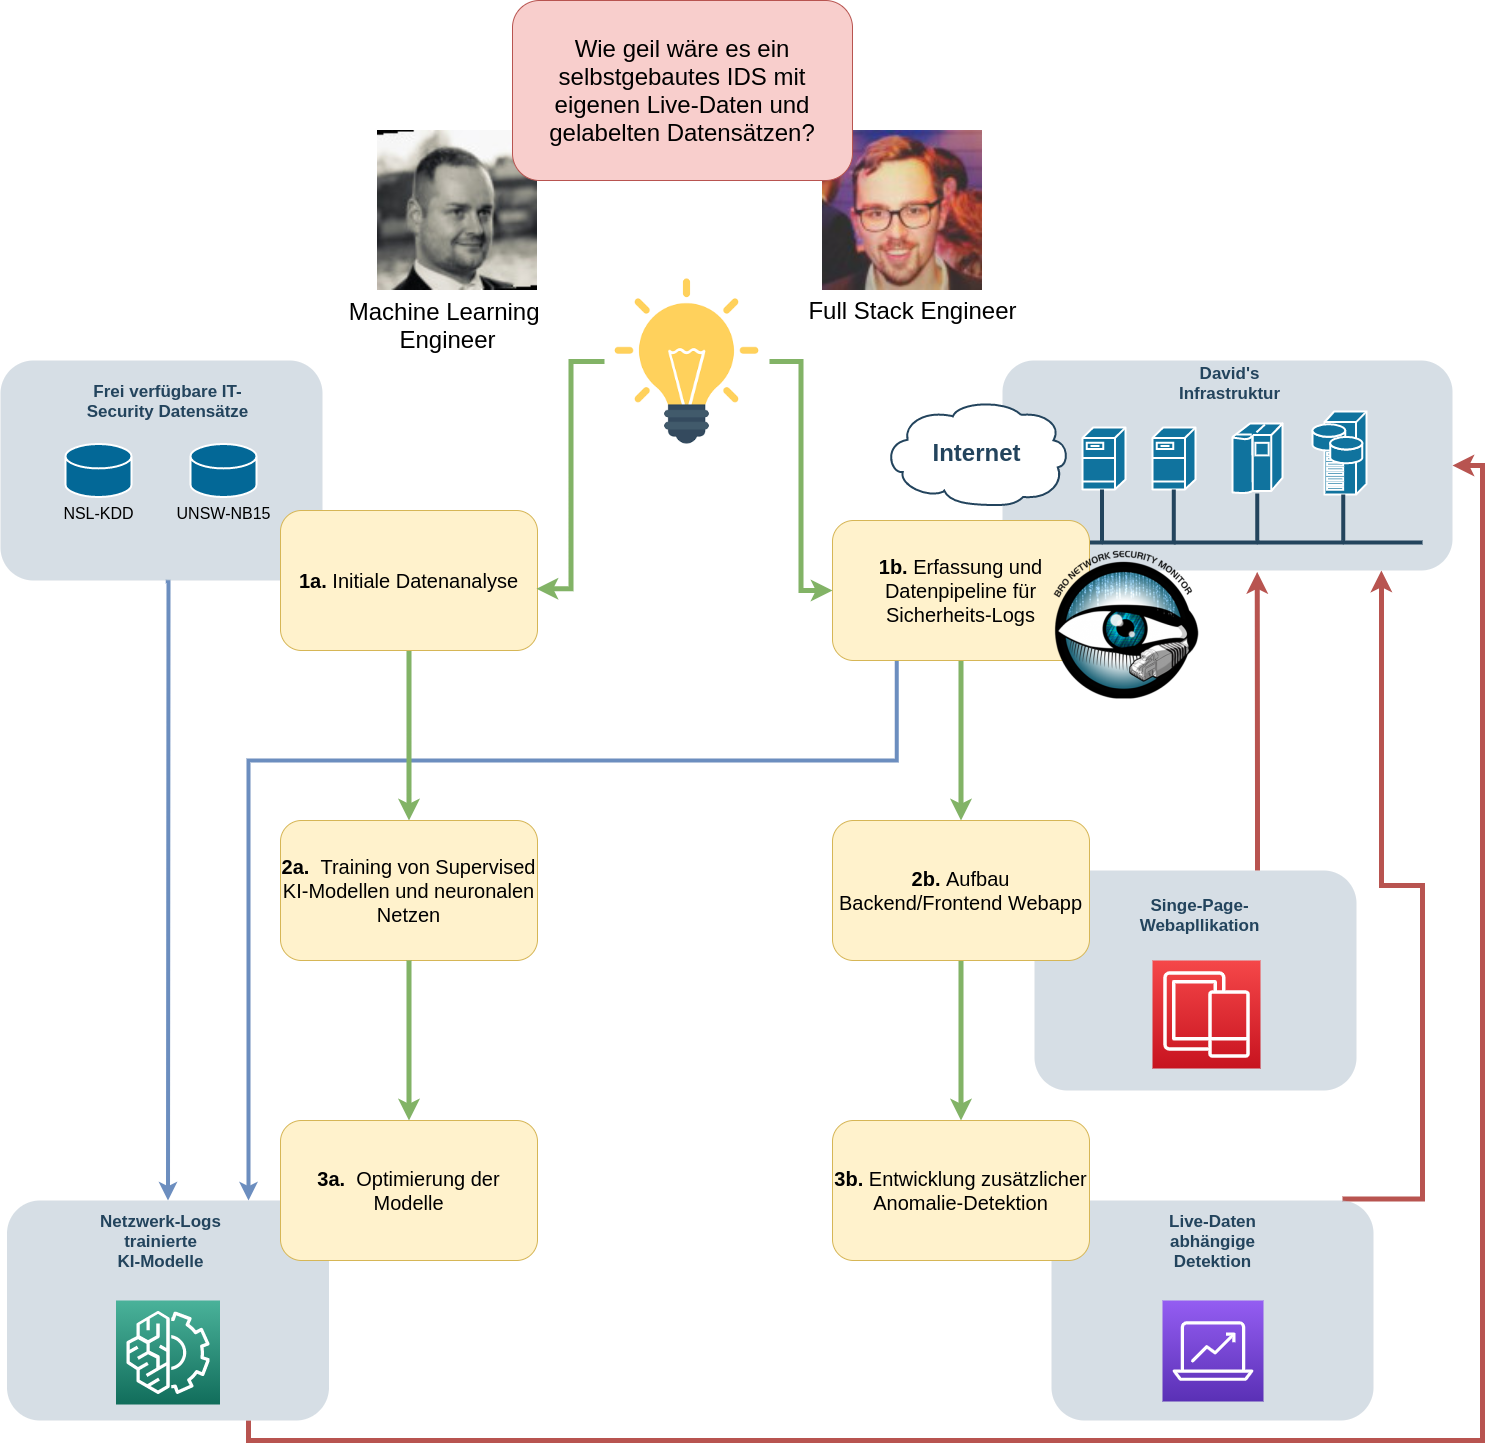 Wie geil wäre es ein
selbstgebautes IDS mit
eigenen Live-Daten und
gelabelten Datensätzen?
Machine Learning
Engineer
Full Stack Engineer
Frei verfügbare IT-
Security Datensätze
NSL-KDD
UNSW-NB15
David's
Infrastruktur
Internet
1a. Initiale Datenanalyse
1b. Erfassung und
Datenpipeline für
Sicherheits-Logs
BRO NETWORK SECURITY MONITOR
2a. Training von Supervised
KI-Modellen und neuronalen
Netzen
2b. Aufbau
Backend/Frontend Webapp
Singe-Page-
Webapllikation
3a. Optimierung der
Modelle
3b. Entwicklung zusätzlicher
Anomalie-Detektion
Netzwerk-Logs
trainierte
KI-Modelle
Live-Daten
abhängige
Detektion